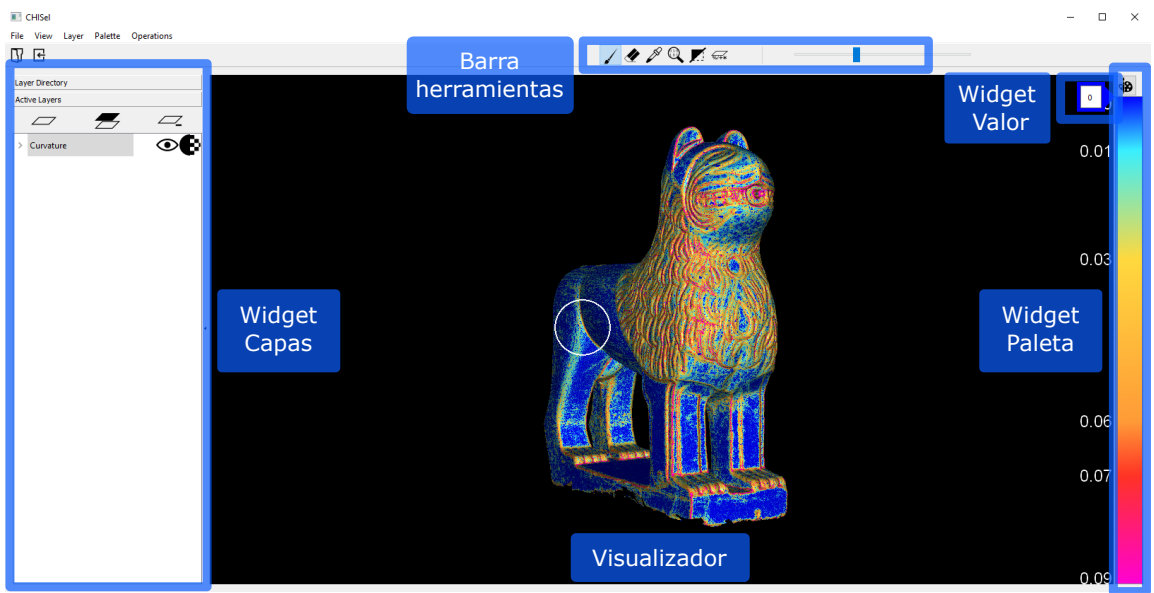 CHISel
File View Layer Palette Operations
Barra
herramientas
Layer Directory
Active Layers
Curvature
Widget
Valor
0
0.01
0.03
Widget
Capas
Widget
Paleta
0.06
0.07
Visualizador
0.09